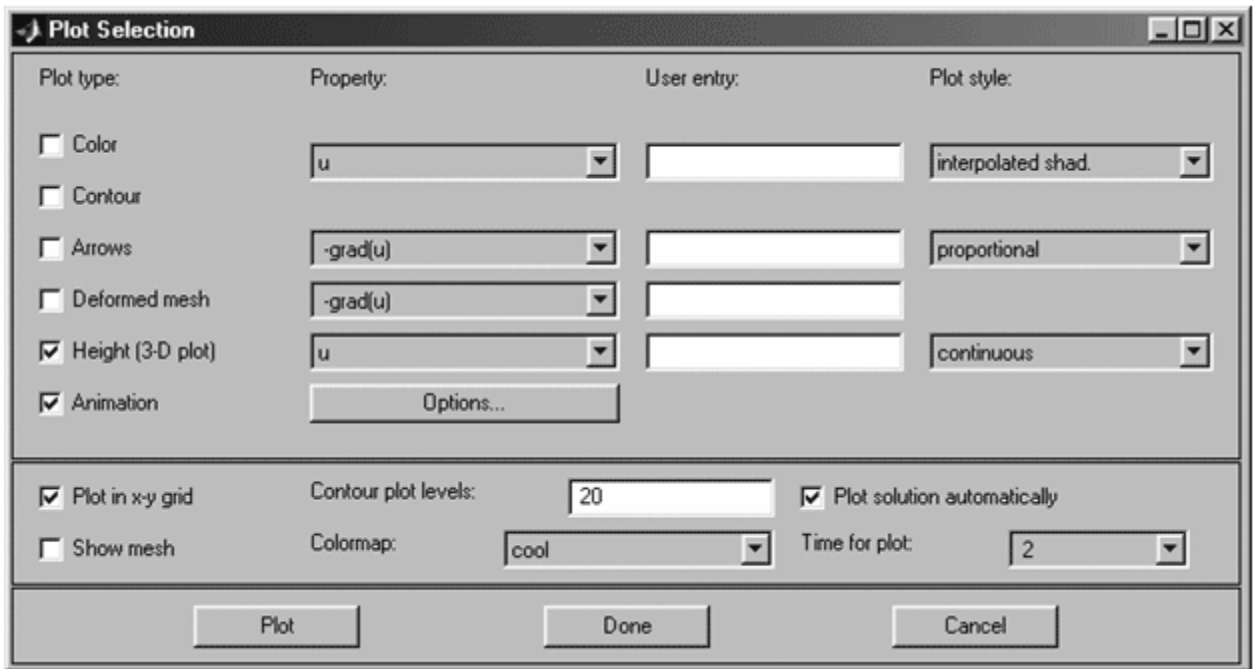 Plot Selection
Plot type: Property: User entry: Plot style:
Color
u interpolated shad.
Contour
Arrows -grad(u) proportional
Deformed mesh -grad(u)
Height (3-D plot) u continuous
Animation Options...
Plot in x-y grid Contour plot levels: 20 Plot solution automatically
Show mesh Colormap: cool Time for plot: 2
Plot Done Cancel